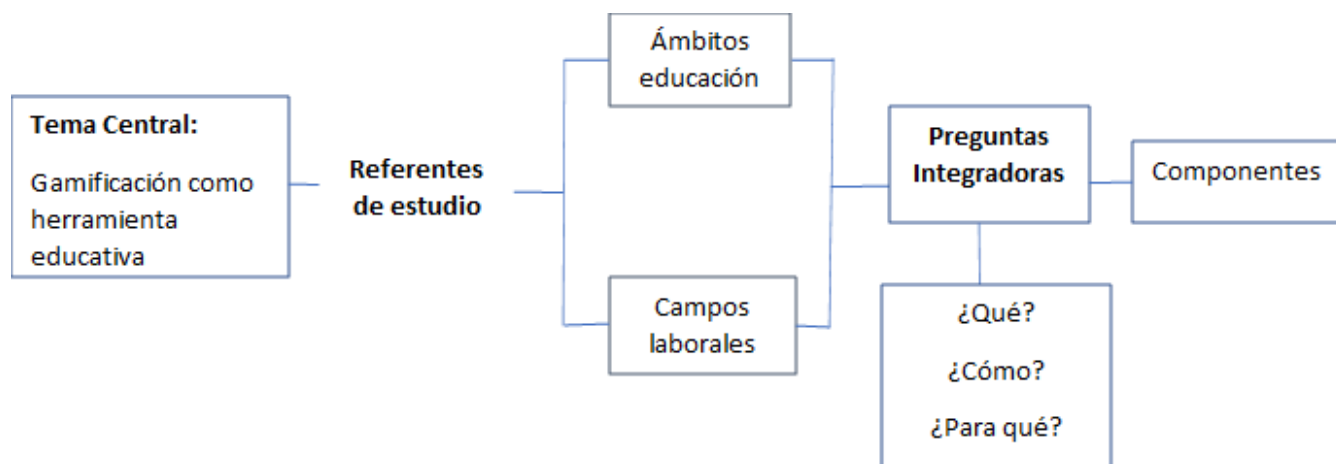 Tema Central:
Gamificación como
herramienta
educativa
Referentes
de estudio
Ámbitos
educación
Campos
laborales
Preguntas
Integradoras
¿Qué?
¿Cómo?
¿Para qué?
Componentes